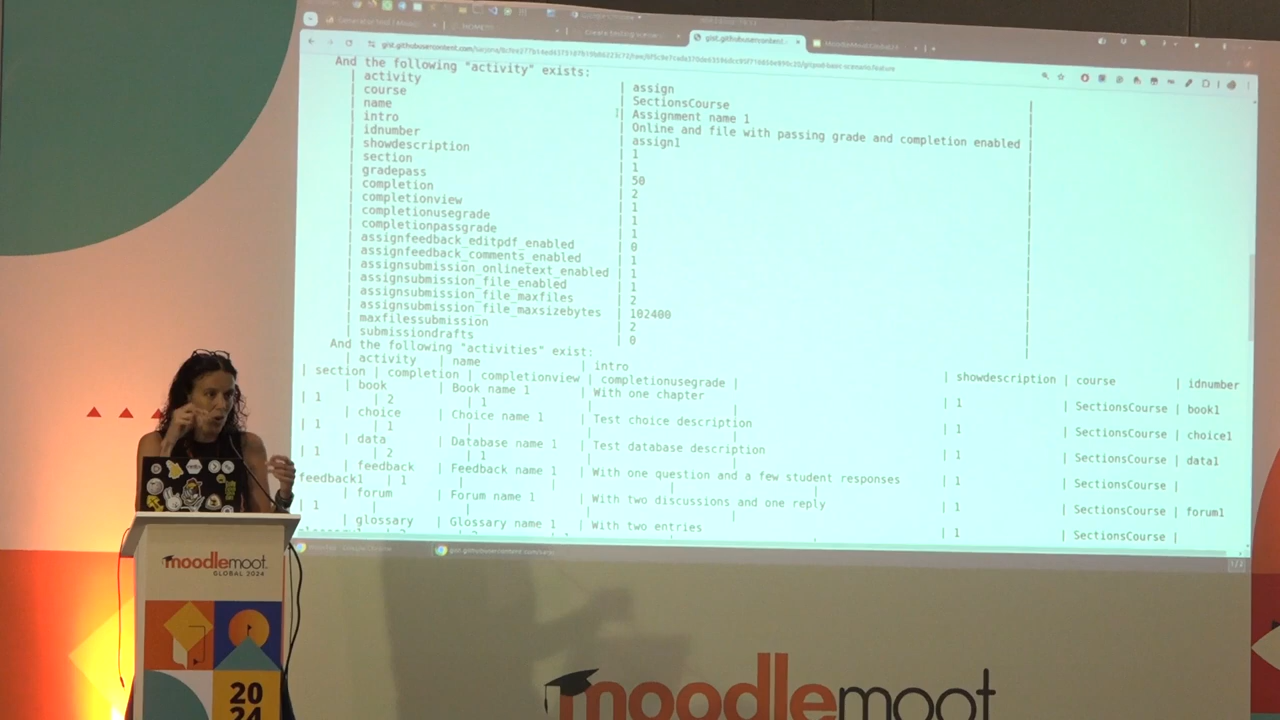 And the following "activity" exists:
| activity | assign
| course | SectionsCourse
| name | Assignment name 1
| intro | Online and file with passing grade and completion enabled
| idnumber | assign1
| showdescription | 1
| section | 1
| gradepass | 50
| completion | 2
| completionview | 1
| completionusegrade | 1
| completionpassgrade | 1
| assignfeedback_editpdf_enabled | 0
| assignfeedback_comments_enabled | 1
| assignsubmission_onlinetext_enabled | 1
| assignsubmission_file_enabled | 1
| assignsubmission_file_maxfiles | 2
| assignsubmission_file_maxsizebytes | 102400
| maxfilessubmission | 2
| submissiondrafts | 0
And the following "activities" exist:
| activity | name | intro | showdescription | course | idnumber
| section | completion | completionview | completionusegrade |
| book | Book name 1 | With one chapter | 1 | SectionsCourse | book1
| 1 | 2 | 1 | |
| choice | Choice name 1 | Test choice description | 1 | SectionsCourse | choice1
| 1 | 1 | | |
| data | Database name 1 | Test database description | 1 | SectionsCourse | data1
| 1 | 2 | 1 | |
| feedback | Feedback name 1 | With one question and a few student responses | 1 | SectionsCourse |
feedback1 | 1 | | |
| forum | Forum name 1 | With two discussions and one reply | 1 | SectionsCourse | forum1
| 1 | | | |
| glossary | Glossary name 1 | With two entries | 1 | SectionsCourse |
moodlemoot
GLOBAL 2024
20
24
moodlemoot